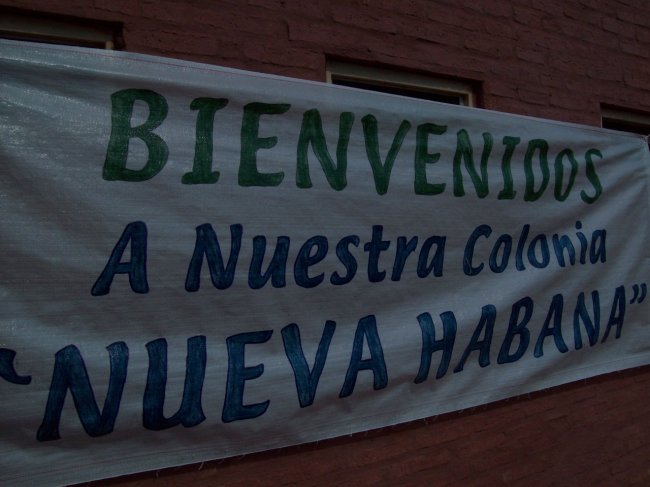 BIENVENIDOS
A Nuestra Colonia
"NUEVA HABANA"